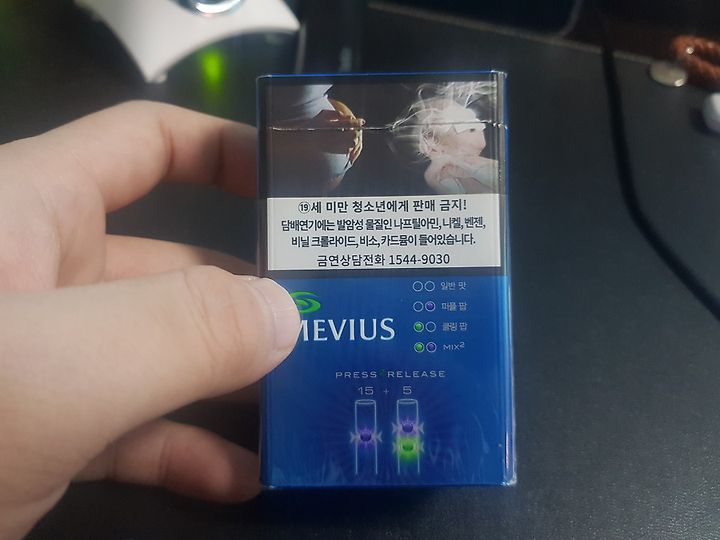 ⑲세 미만 청소년에게 판매 금지!
담배연기에는 발암성 물질인 나프틸아민, 니켈, 벤젠,
비닐 크롤라이드, 비소, 카드뮴이 들어있습니다.
금연상담전화 1544-9030
일반 맛
퍼플 팝
쿨링 팝
MIX²
MEVIUS
PRESS2RELEASE
15 + 5